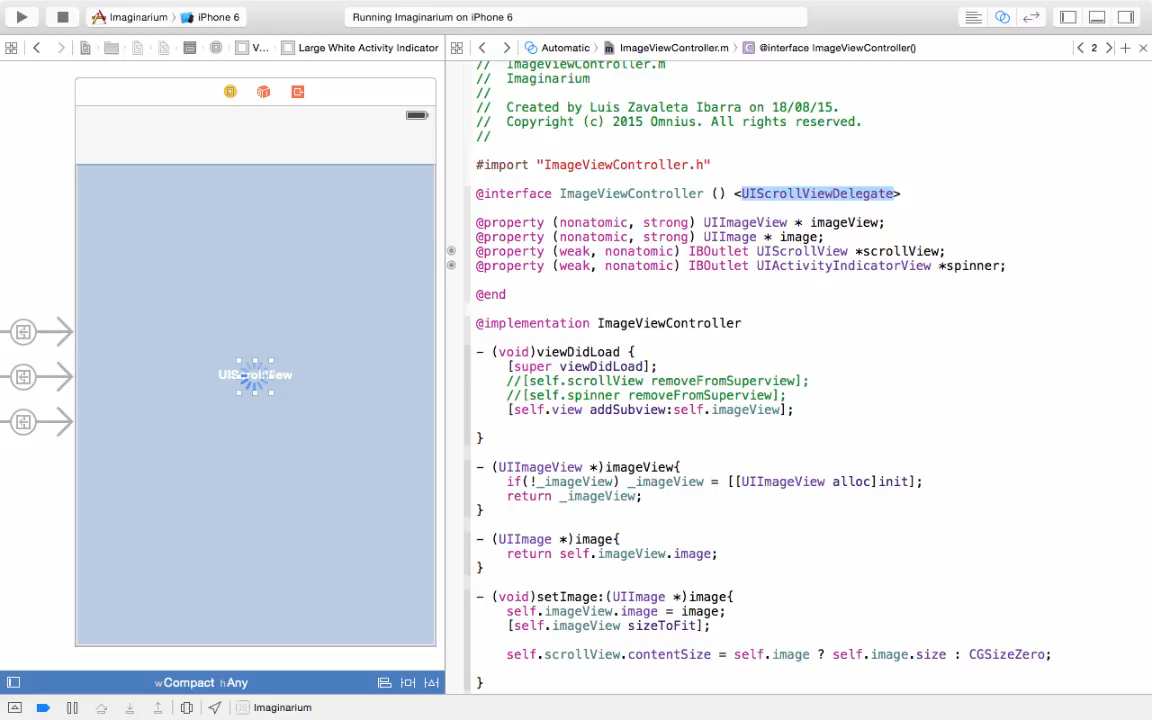 Imaginarium iPhone 6
Running Imaginarium on iPhone 6
V... Large White Activity Indicator
Automatic ImageViewController.m @interface ImageViewController() 2
UIScrollView
wCompact hAny
// ImageViewController.m
// Imaginarium
//
// Created by Luis Zavaleta Ibarra on 18/08/15.
// Copyright (c) 2015 Omnius. All rights reserved.
//
#import "ImageViewController.h"
@interface ImageViewController () <UIScrollViewDelegate>
@property (nonatomic, strong) UIImageView * imageView;
@property (nonatomic, strong) UIImage * image;
@property (weak, nonatomic) IBOutlet UIScrollView *scrollView;
@property (weak, nonatomic) IBOutlet UIActivityIndicatorView *spinner;
@end
@implementation ImageViewController
- (void)viewDidLoad {
[super viewDidLoad];
//[self.scrollView removeFromSuperview];
//[self.spinner removeFromSuperview];
[self.view addSubview:self.imageView];
}
- (UIImageView *)imageView{
if(!_imageView) _imageView = [[UIImageView alloc]init];
return _imageView;
}
- (UIImage *)image{
return self.imageView.image;
}
- (void)setImage:(UIImage *)image{
self.imageView.image = image;
[self.imageView sizeToFit];
self.scrollView.contentSize = self.image ? self.image.size : CGSizeZero;
}
Imaginarium